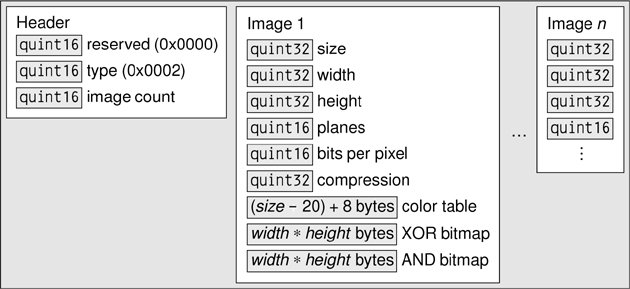 Header
quint16 reserved (0x0000)
quint16 type (0x0002)
quint16 image count
Image 1
quint32 size
quint32 width
quint32 height
quint16 planes
quint16 bits per pixel
quint32 compression
(size − 20) + 8 bytes color table
width * height bytes XOR bitmap
width * height bytes AND bitmap
...
Image n
quint32
quint32
quint32
quint16
⋮